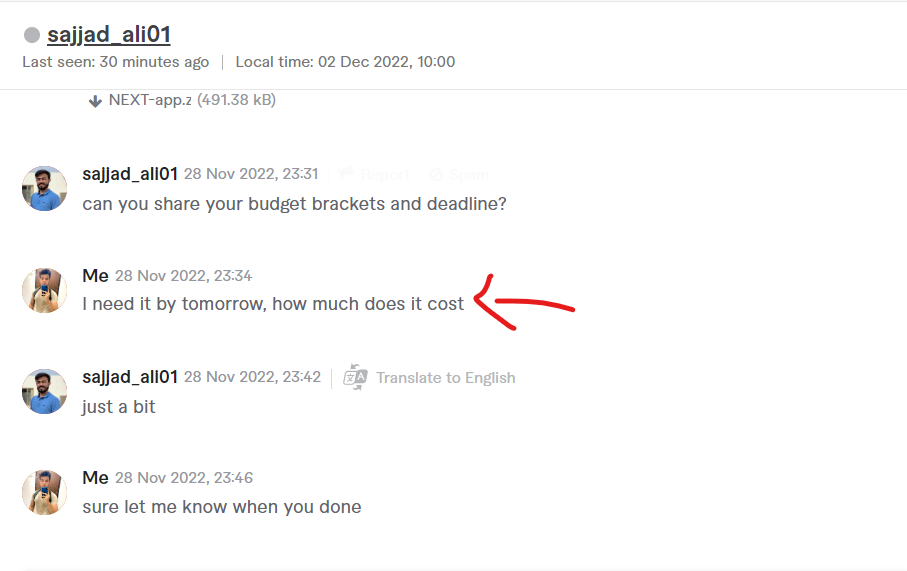 sajjad_ali01
Last seen: 30 minutes ago | Local time: 02 Dec 2022, 10:00
NEXT-app.z (491.38 kB)
sajjad_ali01 28 Nov 2022, 23:31 Report Spam
can you share your budget brackets and deadline?
Me 28 Nov 2022, 23:34
I need it by tomorrow, how much does it cost
sajjad_ali01 28 Nov 2022, 23:42 | Translate to English
just a bit
Me 28 Nov 2022, 23:46
sure let me know when you done